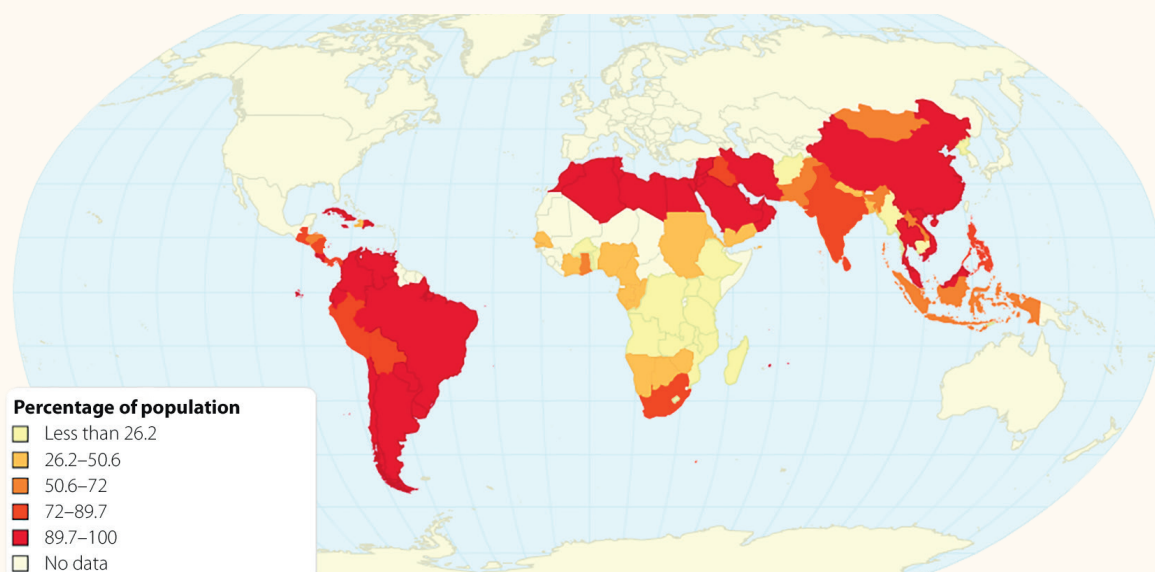 Percentage of population
Less than 26.2
26.2–50.6
50.6–72
72–89.7
89.7–100
No data